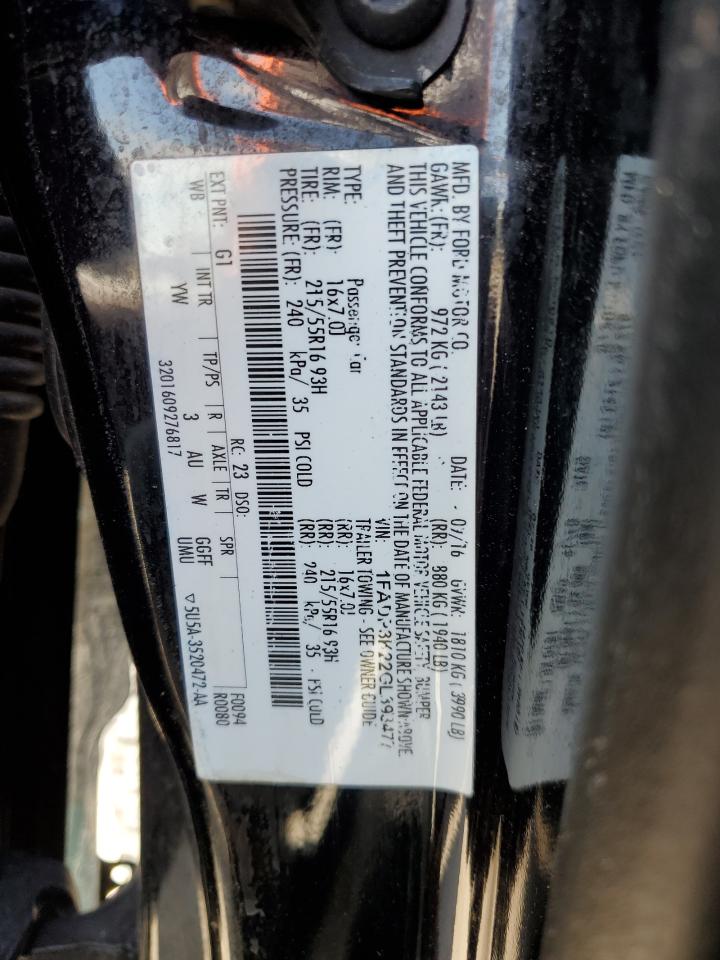 MFD. BY FORD MOTOR CO.
DATE: 07/16 GVWR: 1810 KG ( 3990 LB)
GAWR: (FR): 972 KG ( 2143 LB) (RR): 880 KG ( 1940 LB)
THIS VEHICLE CONFORMS TO ALL APPLICABLE FEDERAL MOTOR VEHICLE SAFETY, BUMPER
AND THEFT PREVENTION STANDARDS IN EFFECT ON THE DATE OF MANUFACTURE SHOWN ABOVE.
VIN:
TYPE: Passenger Car TRAILER TOWING - SEE OWNER GUIDE
RIM: (FR): 16x7.0J (RR): 16x7.0J
TIRE: (FR): 215/55R16 93H (RR): 215/55R16 93H
PRESSURE: (FR): 240 kPa/ 35 PSI COLD (RR): 240 kPa/ 35 PSI COLD
EXT PNT: G1 RC: 23 DSO: F0094
R0080
WB INT TR TP/PS R AXLE TR SPR
YW 3 AU W GGFF
UMU
3201609276817 ▽5U5A-3520472-AA